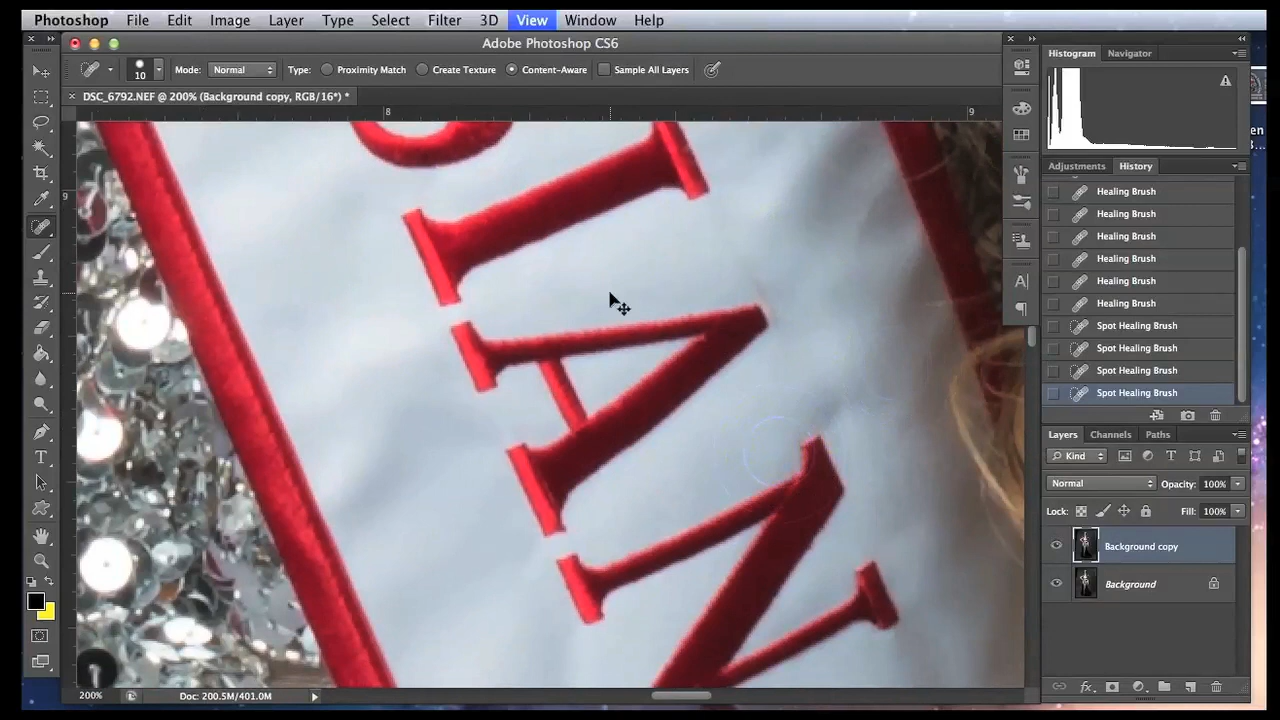 Photoshop File Edit Image Layer Type Select Filter 3D View Window Help
Adobe Photoshop CS6
10 Mode: Normal Type: Proximity Match Create Texture Content-Aware Sample All Layers
DSC_6792.NEF @ 200% (Background copy, RGB/16*) *
8 9
9
IAN
200% Doc: 200.5M/401.0M
Histogram Navigator
Adjustments History
Healing Brush
Healing Brush
Healing Brush
Healing Brush
Healing Brush
Healing Brush
Spot Healing Brush
Spot Healing Brush
Spot Healing Brush
Spot Healing Brush
Layers Channels Paths
Kind
Normal Opacity: 100%
Lock: Fill: 100%
Background copy
Background